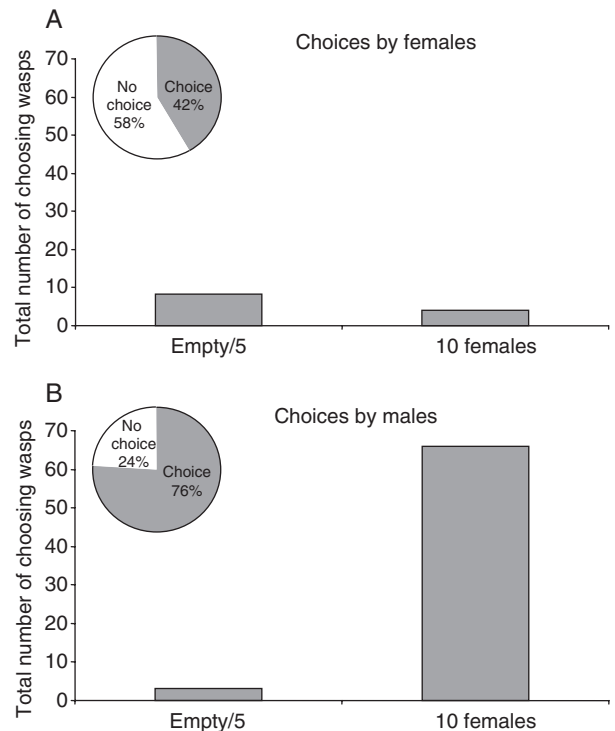 A
Choices by females
Total number of choosing wasps
70
60
50
40
30
20
10
0
No
choice
58%
Choice
42%
Empty/5
10 females
B
Choices by males
Total number of choosing wasps
70
60
50
40
30
20
10
0
No
choice
24%
Choice
76%
Empty/5
10 females